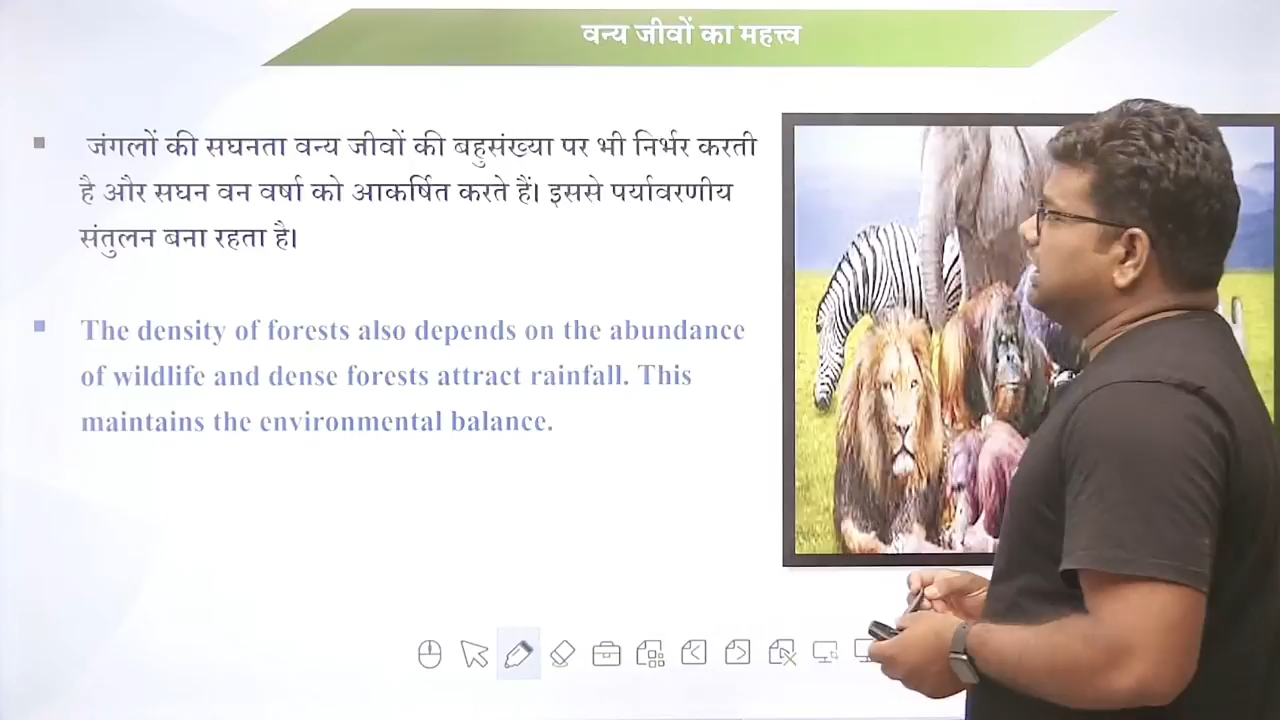 वन्य जीवों का महत्त्व
जंगलों की सघनता वन्य जीवों की बहुसंख्या पर भी निर्भर करती
है और सघन वन वर्षा को आकर्षित करते हैं। इससे पर्यावरणीय
संतुलन बना रहता है।
The density of forests also depends on the abundance
of wildlife and dense forests attract rainfall. This
maintains the environmental balance.